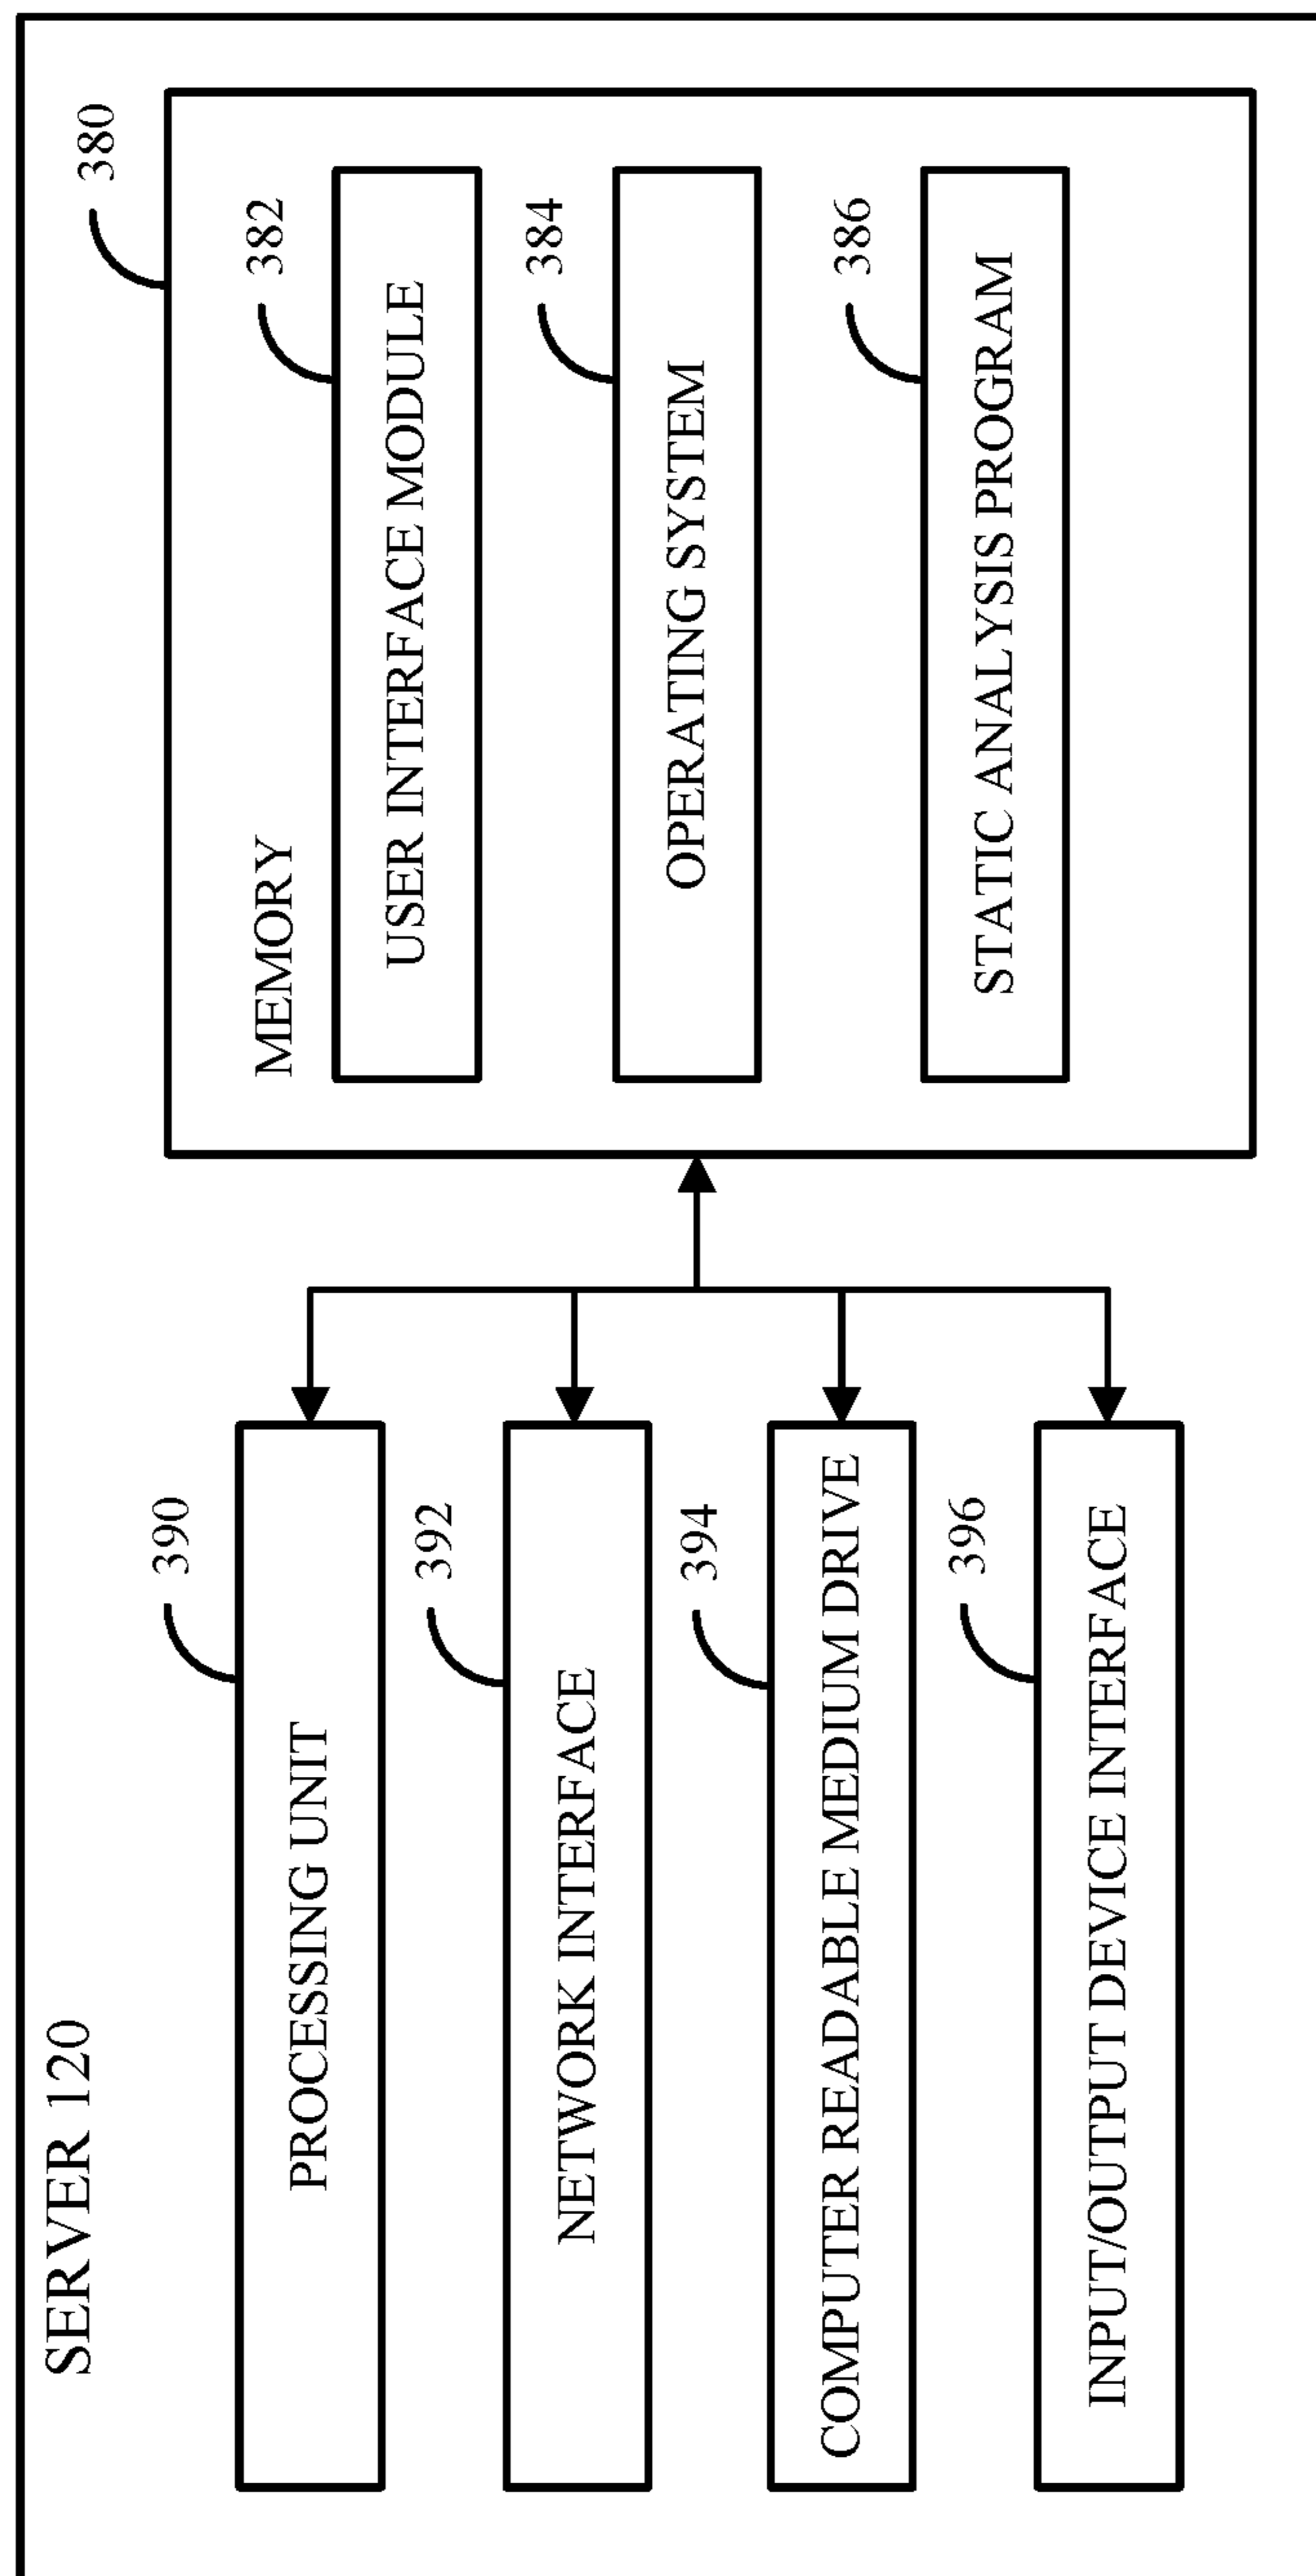 SERVER 120
390
PROCESSING UNIT
392
NETWORK INTERFACE
394
COMPUTER READABLE MEDIUM DRIVE
396
INPUT/OUTPUT DEVICE INTERFACE
380
MEMORY
382
USER INTERFACE MODULE
384
OPERATING SYSTEM
386
STATIC ANALYSIS PROGRAM